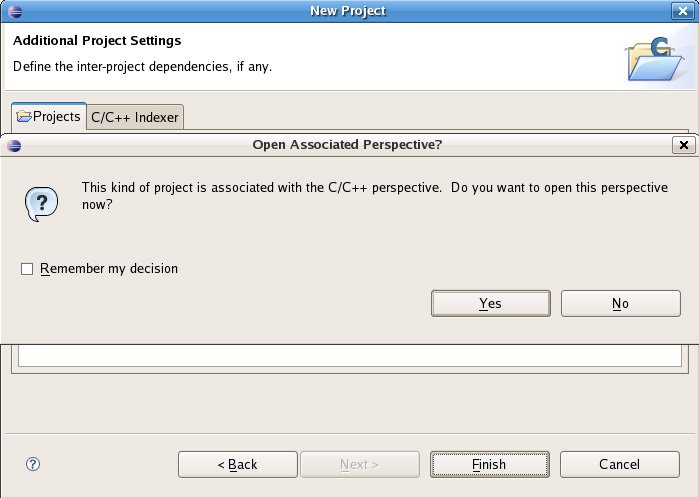 New Project
Additional Project Settings
Define the inter-project dependencies, if any.
Projects
C/C++ Indexer
Open Associated Perspective?
This kind of project is associated with the C/C++ perspective.  Do you want to open this perspective
now?
Remember my decision
Yes
No
< Back
Next >
Finish
Cancel